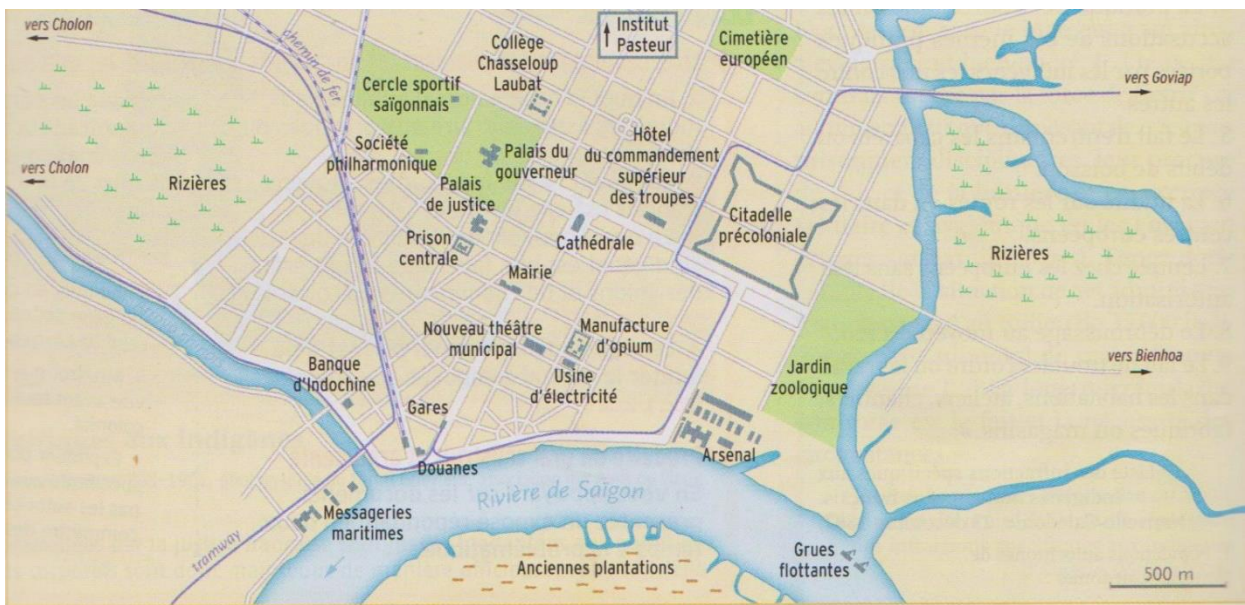 vers Cholon
chemin de fer
Collège
Chasseloup
Laubat
Institut
Pasteur
Cimetière
européen
Cercle sportif
saïgonnais
vers Goviap
Société
philharmonique
Palais du
gouverneur
Hôtel
du commandement
supérieur
des troupes
vers Cholon
Rizières
Palais
de justice
Citadelle
précoloniale
Prison
centrale
Cathédrale
Rizières
Mairie
Nouveau théâtre
municipal
Manufacture
d'opium
Banque
d'Indochine
Usine
d'électricité
Jardin
zoologique
vers Bienhoa
Gares
Douanes
Arsenal
Rivière de Saïgon
Messageries
maritimes
tramway
Anciennes plantations
Grues
flottantes
500 m